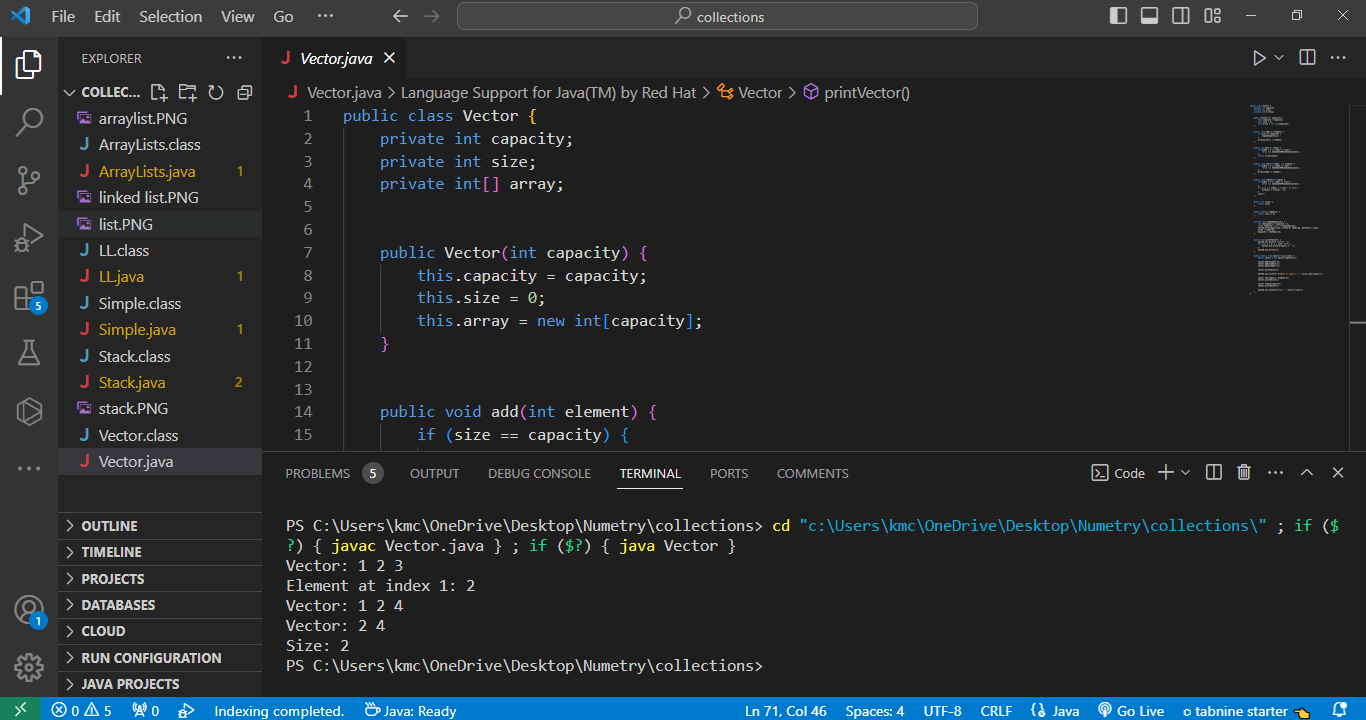 File Edit Selection View Go ··· collections
EXPLORER ···
COLLEC...
arraylist.PNG
ArrayLists.class
ArrayLists.java 1
linked list.PNG
list.PNG
LL.class
LL.java 1
Simple.class
Simple.java 1
Stack.class
Stack.java 2
stack.PNG
Vector.class
Vector.java
OUTLINE
TIMELINE
PROJECTS
DATABASES
CLOUD
RUN CONFIGURATION
JAVA PROJECTS
5
1
J Vector.java
J Vector.java > Language Support for Java(TM) by Red Hat > Vector > printVector()
1 public class Vector {
2 private int capacity;
3 private int size;
4 private int[] array;
5
6
7 public Vector(int capacity) {
8 this.capacity = capacity;
9 this.size = 0;
10 this.array = new int[capacity];
11 }
12
13
14 public void add(int element) {
15 if (size == capacity) {
PROBLEMS 5 OUTPUT DEBUG CONSOLE TERMINAL PORTS COMMENTS Code
PS C:\Users\kmc\OneDrive\Desktop\Numetry\collections> cd "c:\Users\kmc\OneDrive\Desktop\Numetry\collections\" ; if ($
?) { javac Vector.java } ; if ($?) { java Vector }
Vector: 1 2 3
Element at index 1: 2
Vector: 1 2 4
Vector: 2 4
Size: 2
PS C:\Users\kmc\OneDrive\Desktop\Numetry\collections>
0 5 0 Indexing completed. Java: Ready Ln 71, Col 46 Spaces: 4 UTF-8 CRLF {} Java Go Live tabnine starter